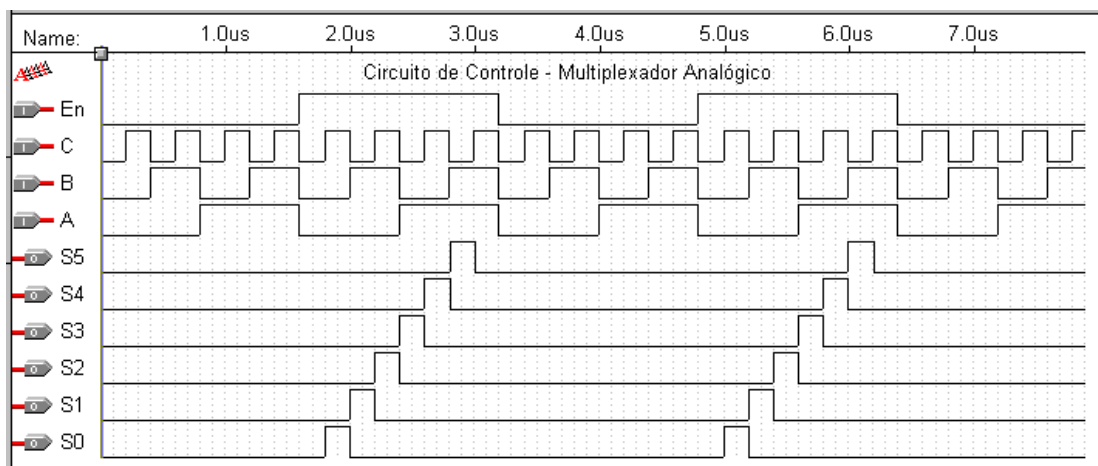 Name: 1.0us 2.0us 3.0us 4.0us 5.0us 6.0us 7.0us
Circuito de Controle - Multiplexador Analógico
En
C
B
A
S5
S4
S3
S2
S1
S0